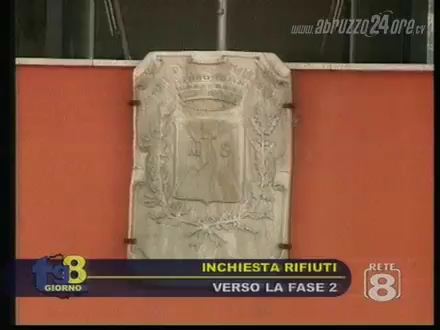 www.abruzzo24ore.tv
M G
INCHIESTA RIFIUTI
VERSO LA FASE 2
tg8
GIORNO
RETE
8